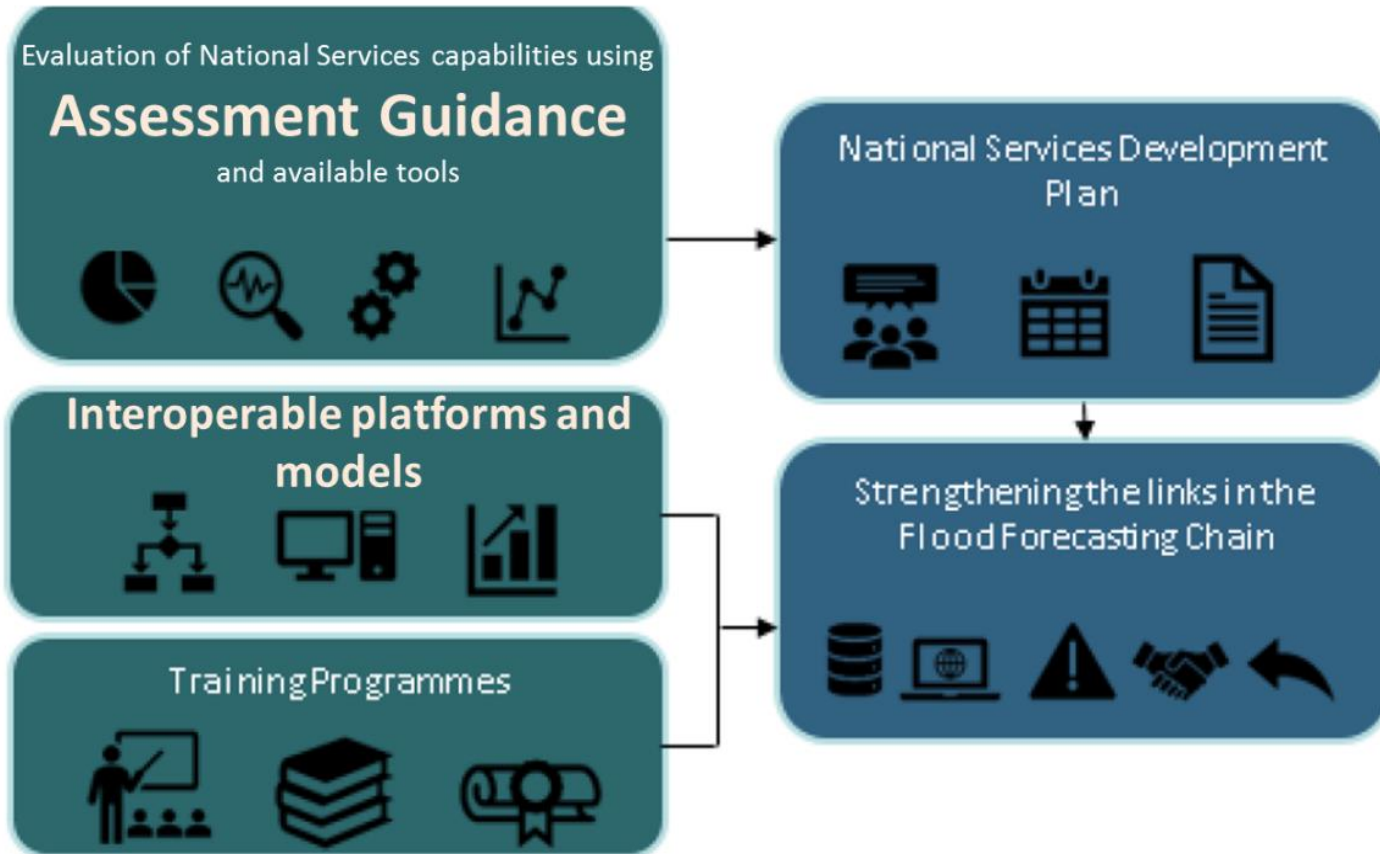 Evaluation of National Services capabilities using
Assessment Guidance
and available tools
National Services Development
Plan
Interoperable platforms and
models
Strengthening the links in the
Flood Forecasting Chain
Training Programmes